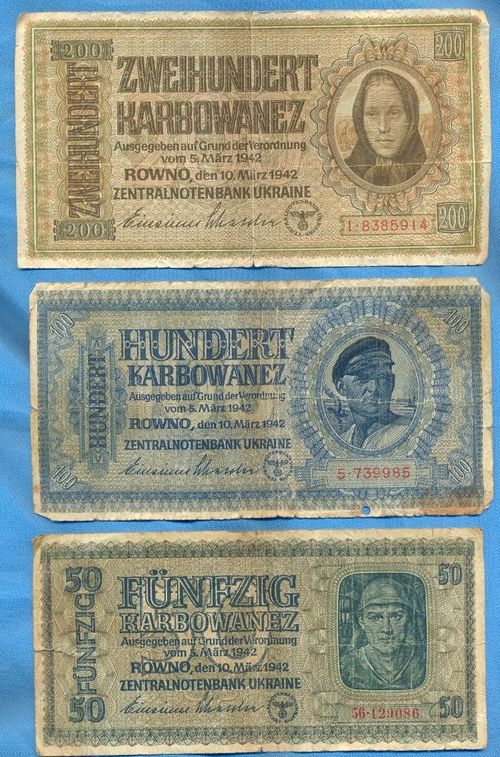 200
ZWEIHUNDERT
200
ZWEIHUNDERT
KARBOWANEZ
Ausgegeben auf Grund der Verordnung
vom 5. März 1942
ROWNO, den 10. März 1942
ZENTRALNOTENBANK UKRAINE
200
1·8385914
200
100
HUNDERT
100
HUNDERT
KARBOWANEZ
Ausgegeben auf Grund der Verordnung
vom 5. März 1942
ROWNO, den 10. März 1942
ZENTRALNOTENBANK UKRAINE
100
5·739985
100
50
FÜNFZIG
50
FÜNFZIG
KARBOWANEZ
Ausgegeben auf Grund der Verordnung
vom 5. März 1942
ROWNO, den 10. März 1942
ZENTRALNOTENBANK UKRAINE
50
56·129086
50